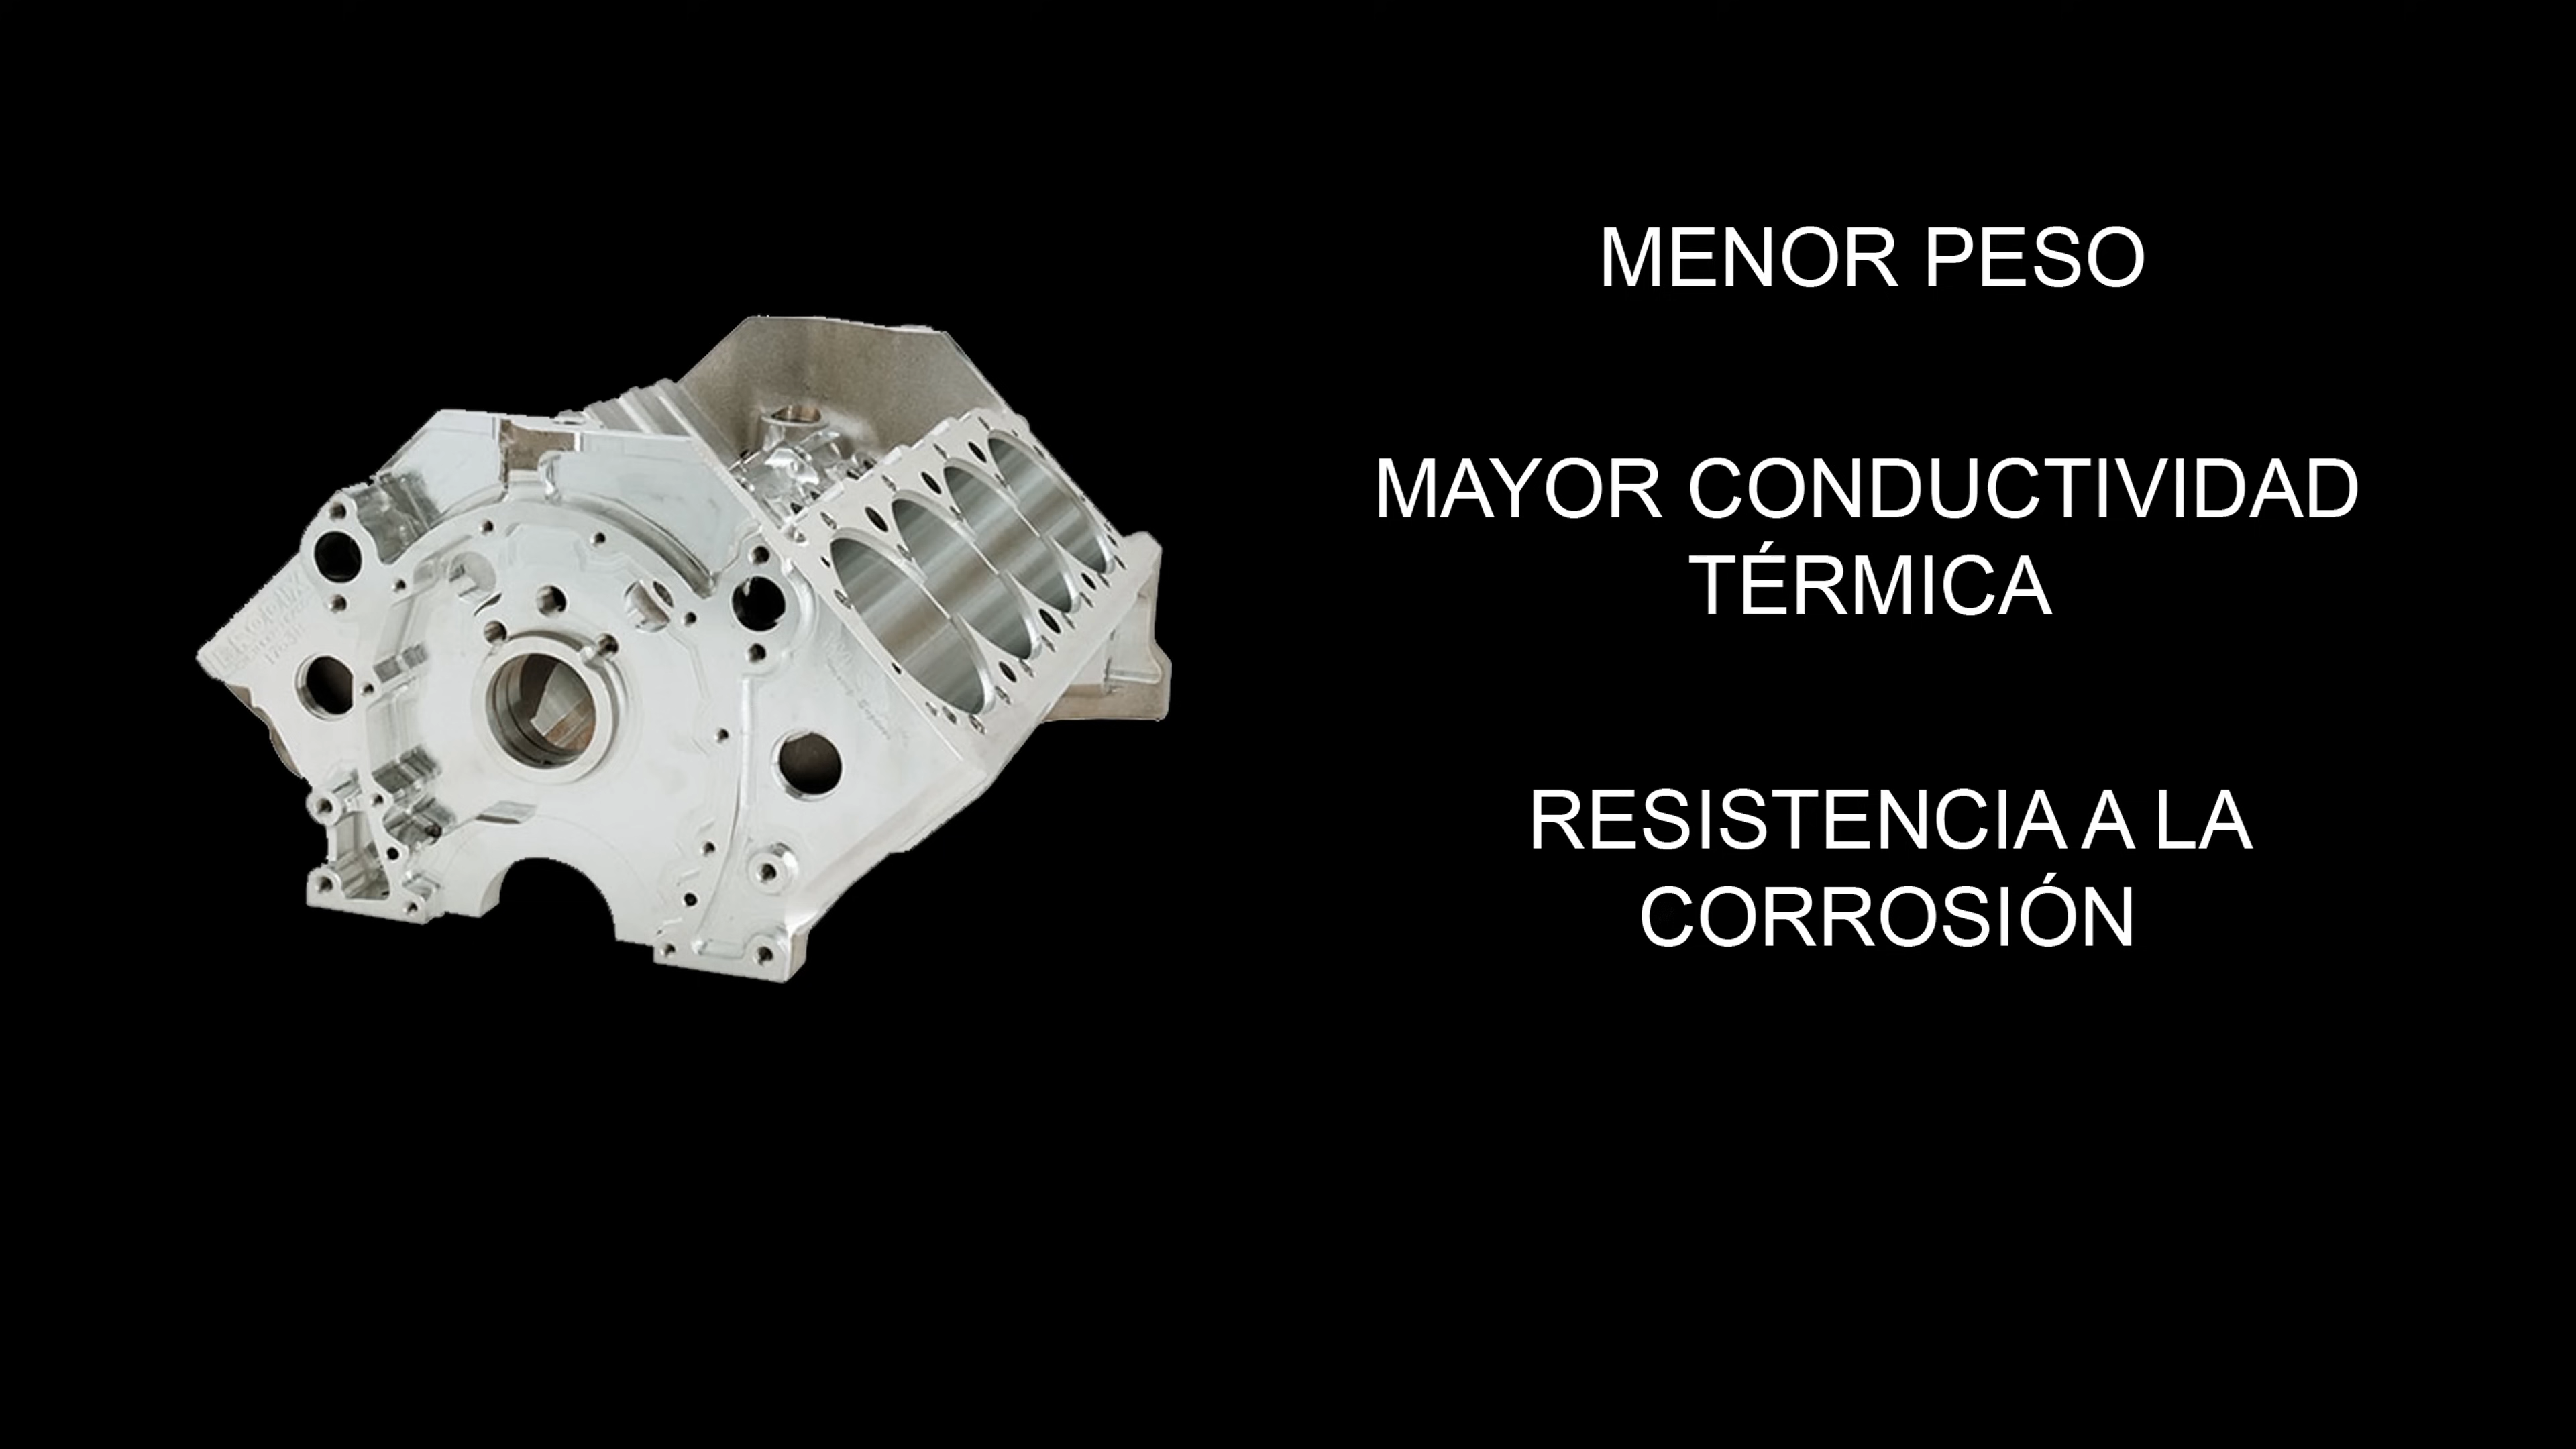 MENOR PESO
MAYOR CONDUCTIVIDAD
TÉRMICA
RESISTENCIA A LA
CORROSIÓN